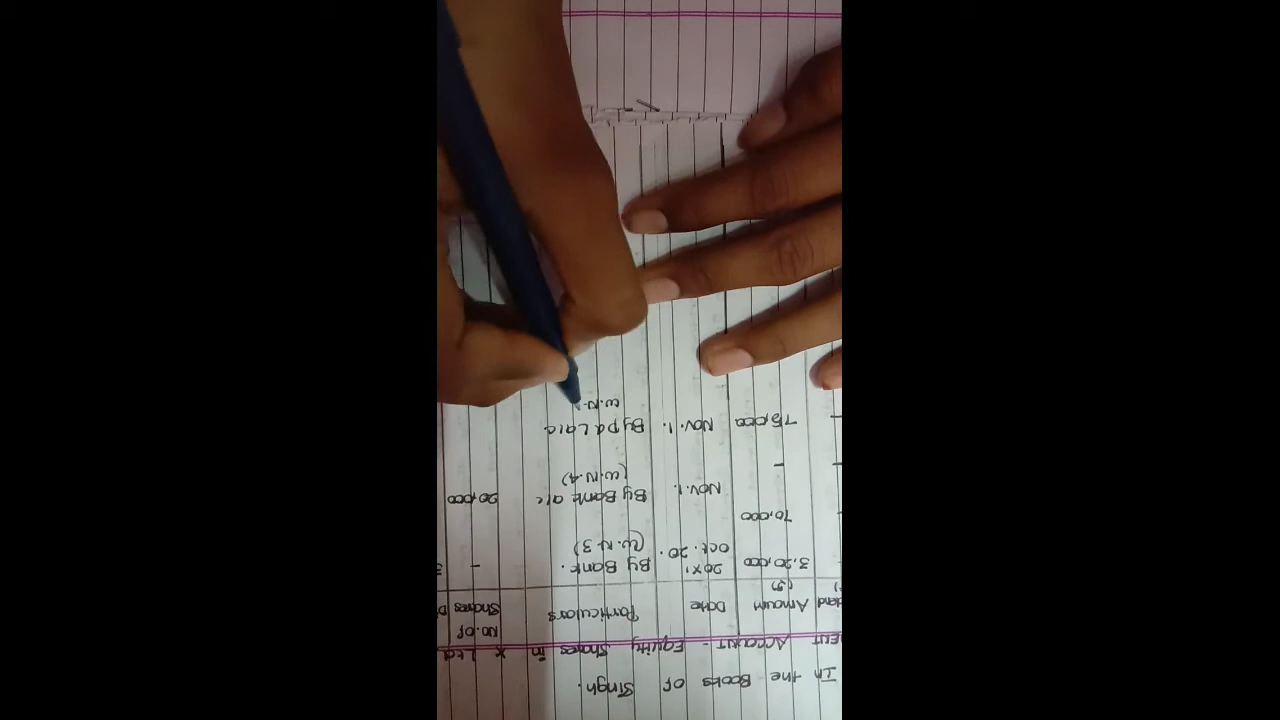 In the Books of Singh.
Account - Equity Shares in X Ltd
No. of
Amount Date Particulars Shares
(₹)
3,20,000 20X1 By Bank. -
Oct. 20. (W.N 3)
70,000
Nov.1. By Bank a/c 20,000
- (W.N.4)
75,000 Nov.1. By P&L a/c
W.N.